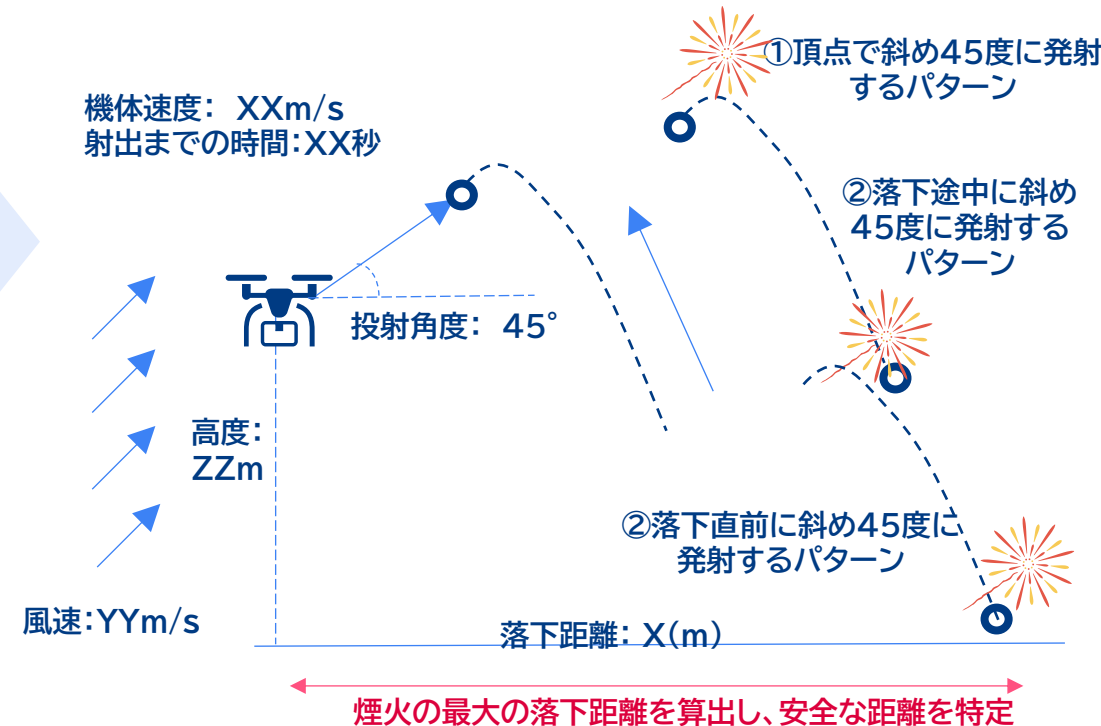 ①頂点で斜め45度に発射
するパターン
機体速度： XXm/s
射出までの時間：XX秒
②落下途中に斜め
45度に発射する
パターン
投射角度： 45°
高度：
ZZm
②落下直前に斜め45度に
発射するパターン
風速：YYm/s
落下距離： X(m)
煙火の最大の落下距離を算出し、安全な距離を特定